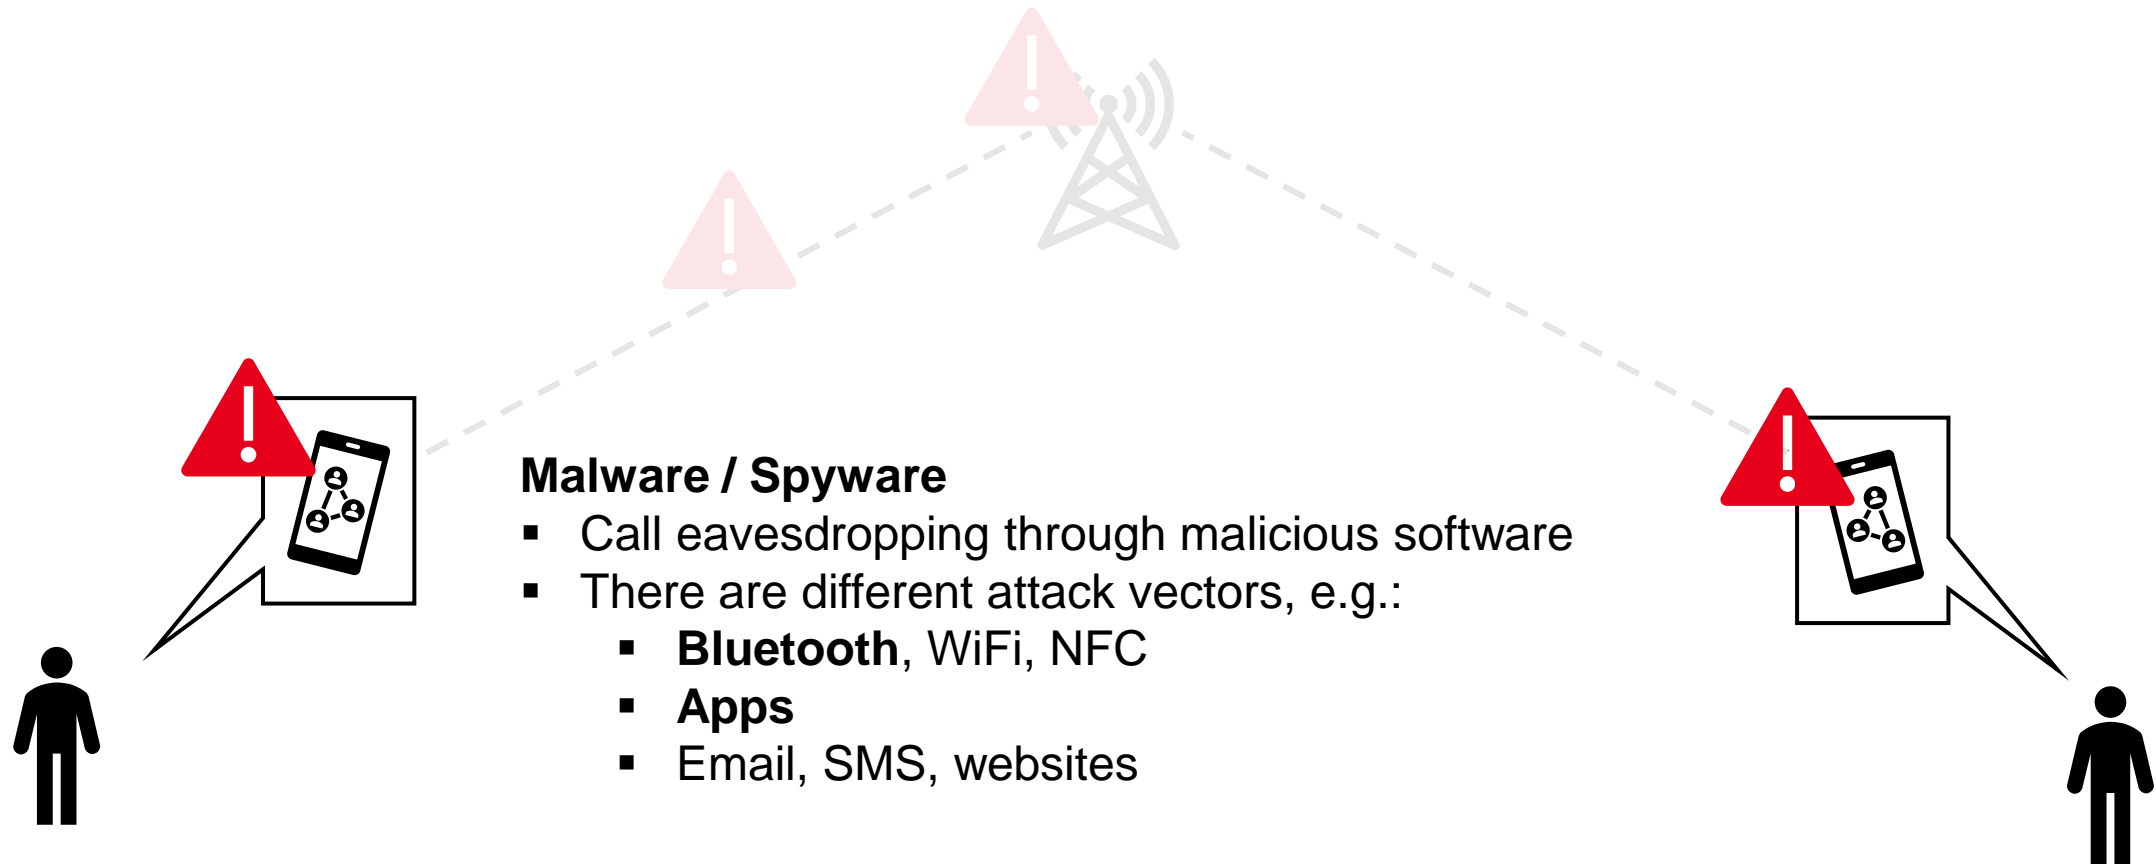 Malware / Spyware
▪ Call eavesdropping through malicious software
▪ There are different attack vectors, e.g.:
▪ Bluetooth, WiFi, NFC
▪ Apps
▪ Email, SMS, websites